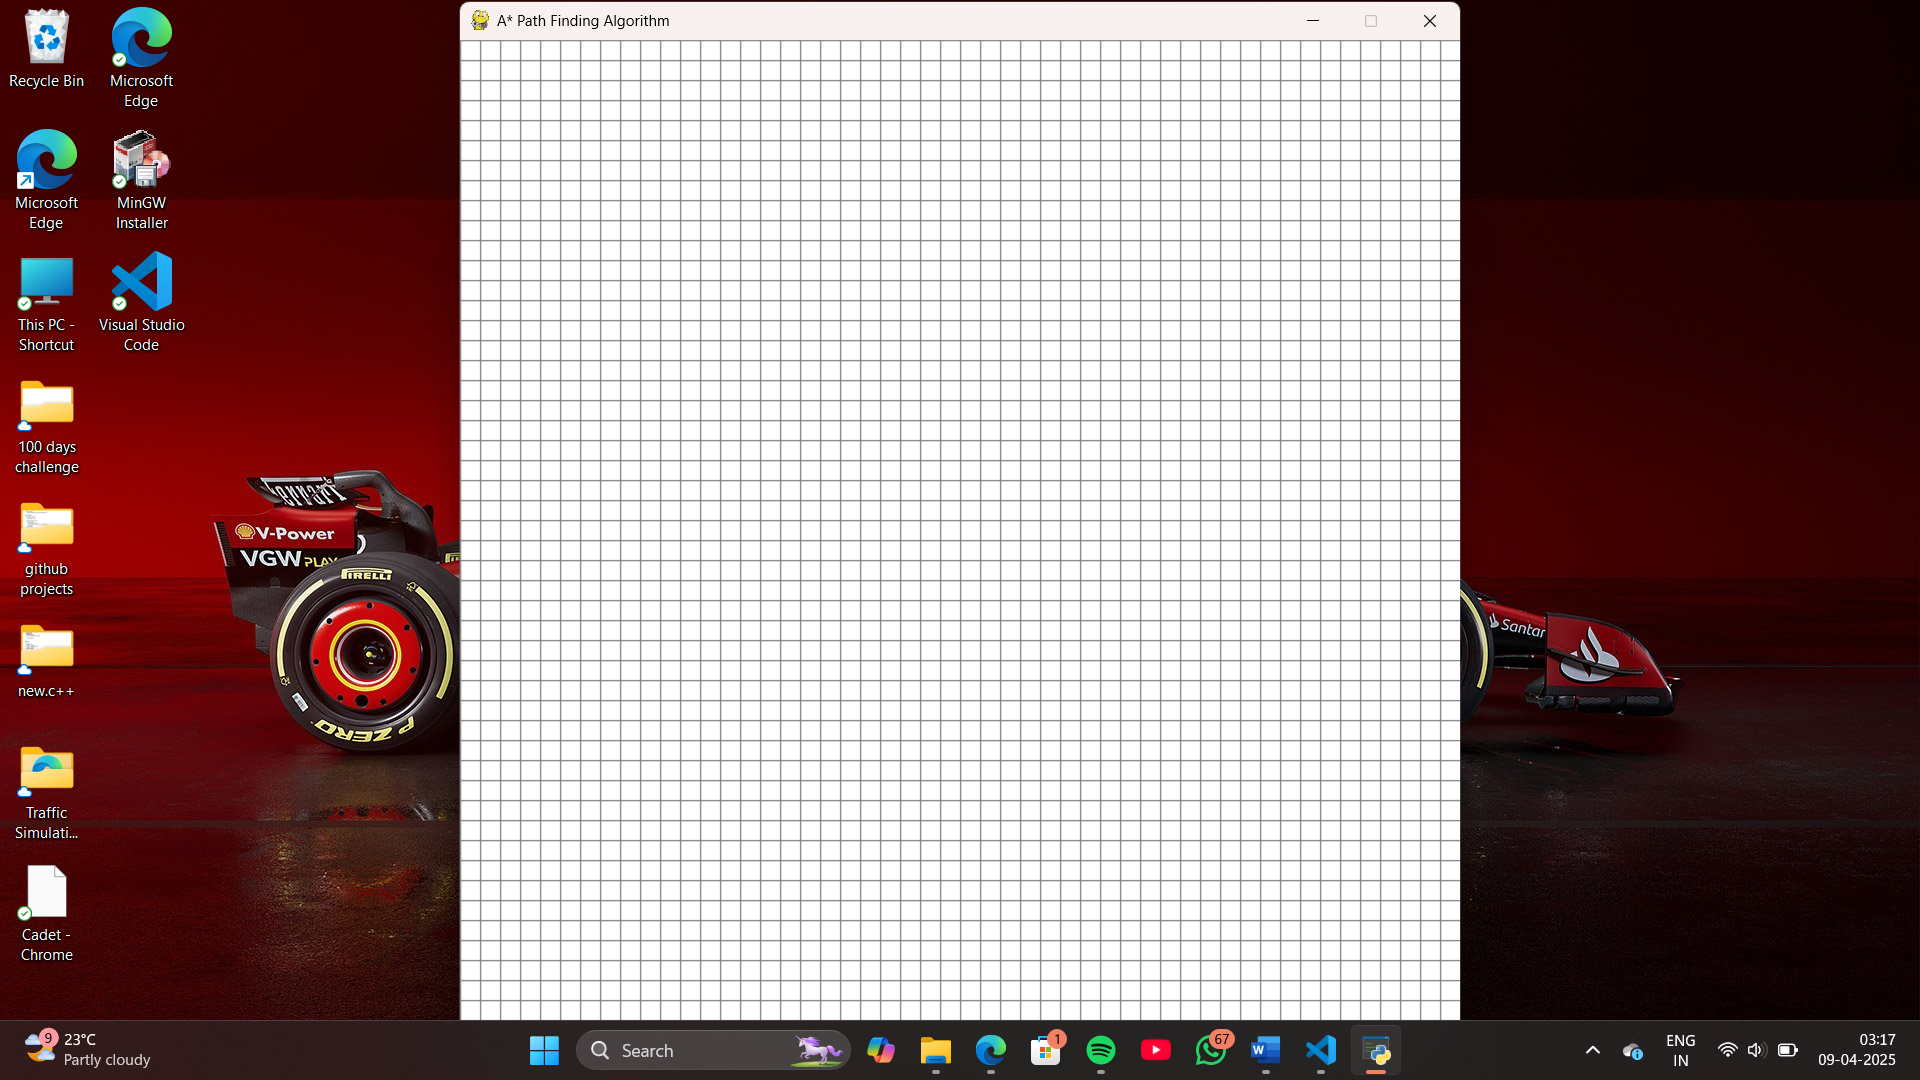 A* Path Finding Algorithm
Recycle Bin
Microsoft
Edge
Microsoft
Edge
MinGW
Installer
This PC -
Shortcut
Visual Studio
Code
100 days
challenge
github
projects
new.c++
Traffic
Simulati...
Cadet -
Chrome
Ferrari
V-Power
VGW PLAY
PIRELLI
P ZERO
Santan
9
23°C
Partly cloudy
Search
1
67
W
ENG
IN
03:17
09-04-2025